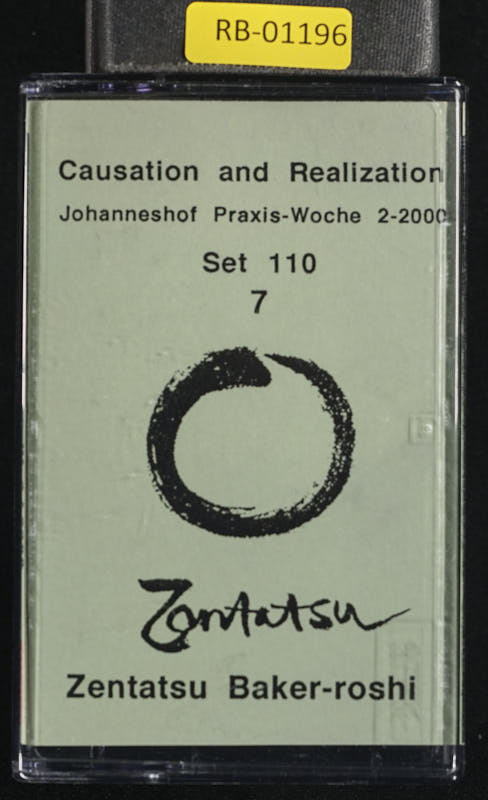 RB-01196
Causation and Realization
Johanneshof Praxis-Woche 2-2000
Set 110
7
Zentatsu
Zentatsu Baker-roshi